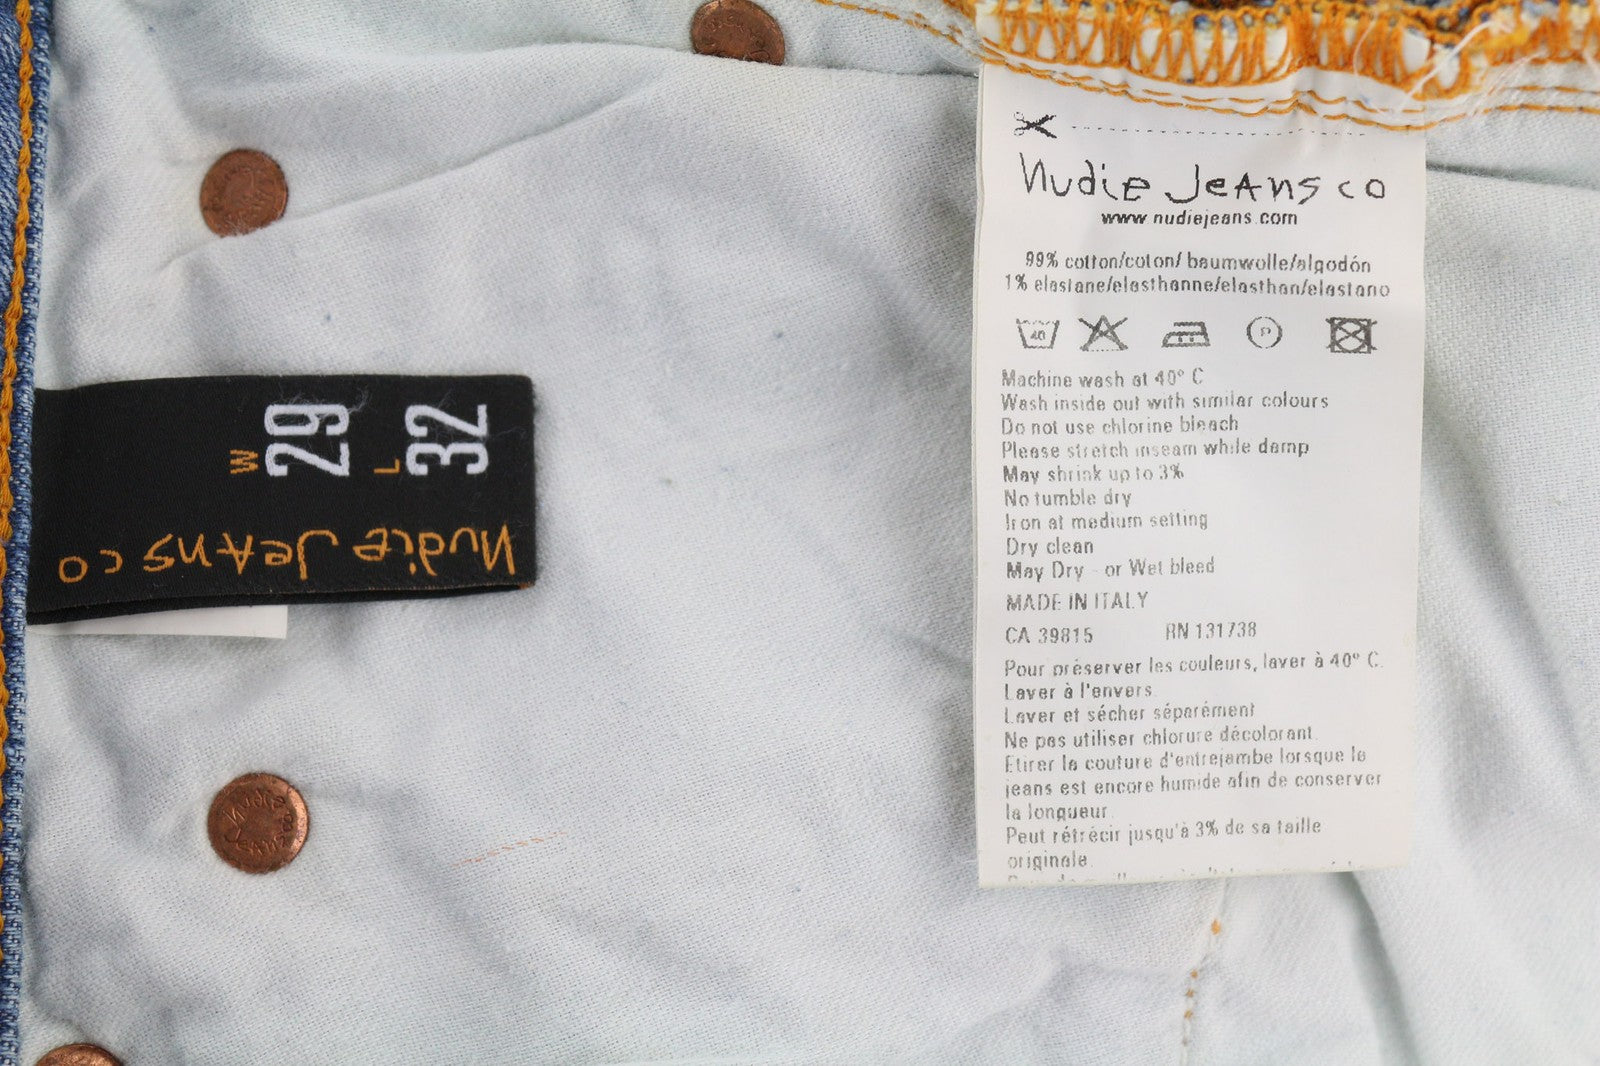 W 29
L 32
Nudie Jeans co
Nudie Jeans co
www.nudiejeans.com
99% cotton/coton/ baumwolle/algodón
1% elastane/elasthanne/elasthan/elastano
40
P
Machine wash at 40° C
Wash inside out with similar colours
Do not use chlorine bleach
Please stretch inseam while damp
May shrink up to 3%
No tumble dry
Iron at medium setting
Dry clean
May Dry - or Wet bleed
MADE IN ITALY
CA 39815 RN 131738
Pour préserver les couleurs, laver à 40° C.
Laver à l'envers.
Laver et sécher séparément
Ne pas utiliser chlorure décolorant.
Etirer la couture d'entrejambe lorsque le
jeans est encore humide afin de conserver
la longueur.
Peut rétrécir jusqu'à 3% de sa taille
originale.
Nudie
Jeans co